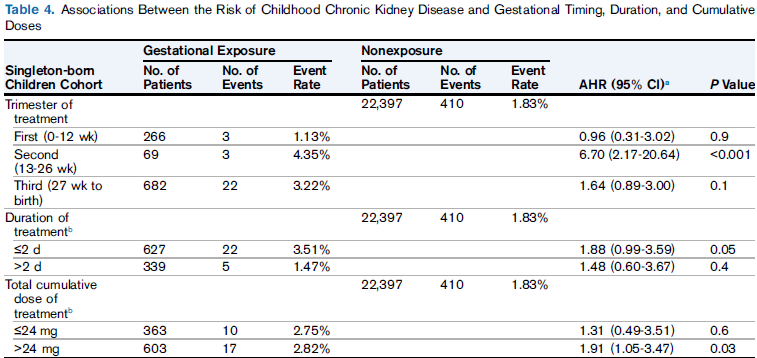 Table 4. Associations Between the Risk of Childhood Chronic Kidney Disease and Gestational Timing, Duration, and Cumulative
Doses
Gestational Exposure Nonexposure
Singleton-born No. of No. of Event No. of No. of Event
Children Cohort Patients Events Rate Patients Events Rate AHR (95% CI)a P Value
Trimester of 22,397 410 1.83%
treatment
First (0-12 wk) 266 3 1.13% 0.96 (0.31-3.02) 0.9
Second 69 3 4.35% 6.70 (2.17-20.64) <0.001
(13-26 wk)
Third (27 wk to 682 22 3.22% 1.64 (0.89-3.00) 0.1
birth)
Duration of 22,397 410 1.83%
treatmentb
≤2 d 627 22 3.51% 1.88 (0.99-3.59) 0.05
>2 d 339 5 1.47% 1.48 (0.60-3.67) 0.4
Total cumulative 22,397 410 1.83%
dose of
treatmentb
≤24 mg 363 10 2.75% 1.31 (0.49-3.51) 0.6
>24 mg 603 17 2.82% 1.91 (1.05-3.47) 0.03